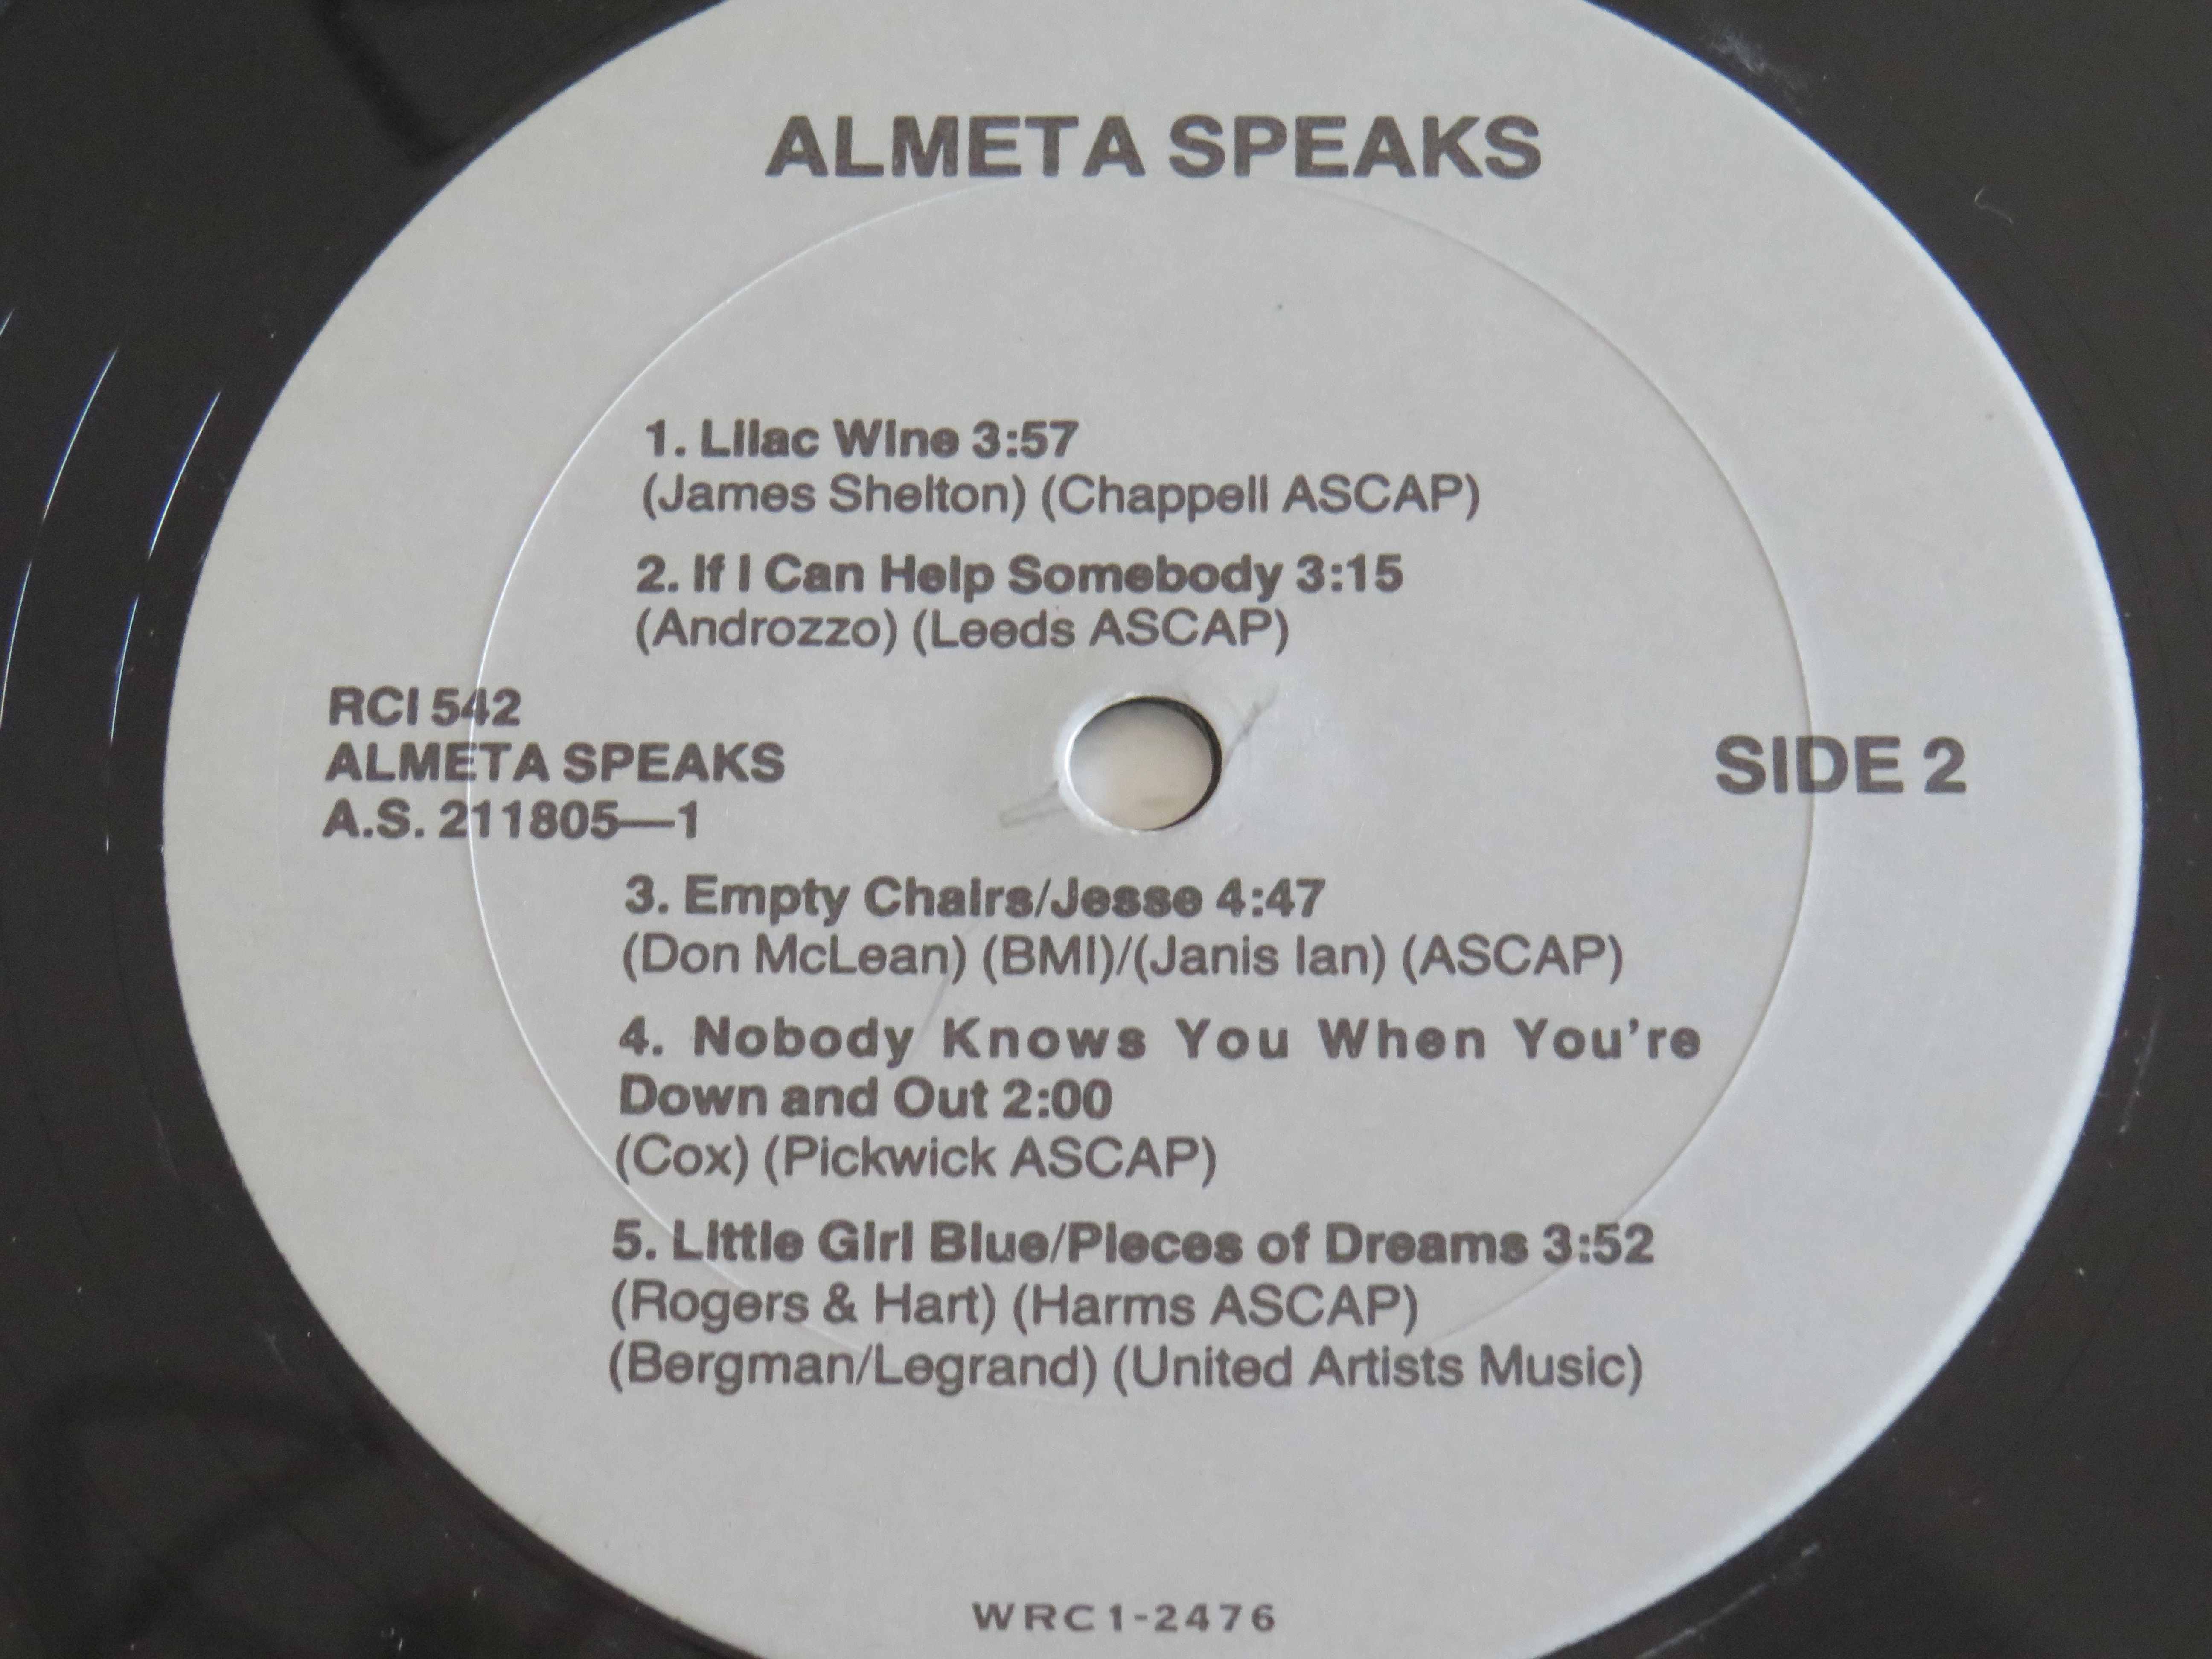 ALMETA SPEAKS
1. Lilac Wine 3:57
(James Shelton) (Chappell ASCAP)
2. If I Can Help Somebody 3:15
(Androzzo) (Leeds ASCAP)
RCI 542
ALMETA SPEAKS
A.S. 211805—1
SIDE 2
3. Empty Chairs/Jesse 4:47
(Don McLean) (BMI)/(Janis Ian) (ASCAP)
4. Nobody Knows You When You're
Down and Out 2:00
(Cox) (Pickwick ASCAP)
5. Little Girl Blue/Pieces of Dreams 3:52
(Rogers & Hart) (Harms ASCAP)
(Bergman/Legrand) (United Artists Music)
WRC1-2476